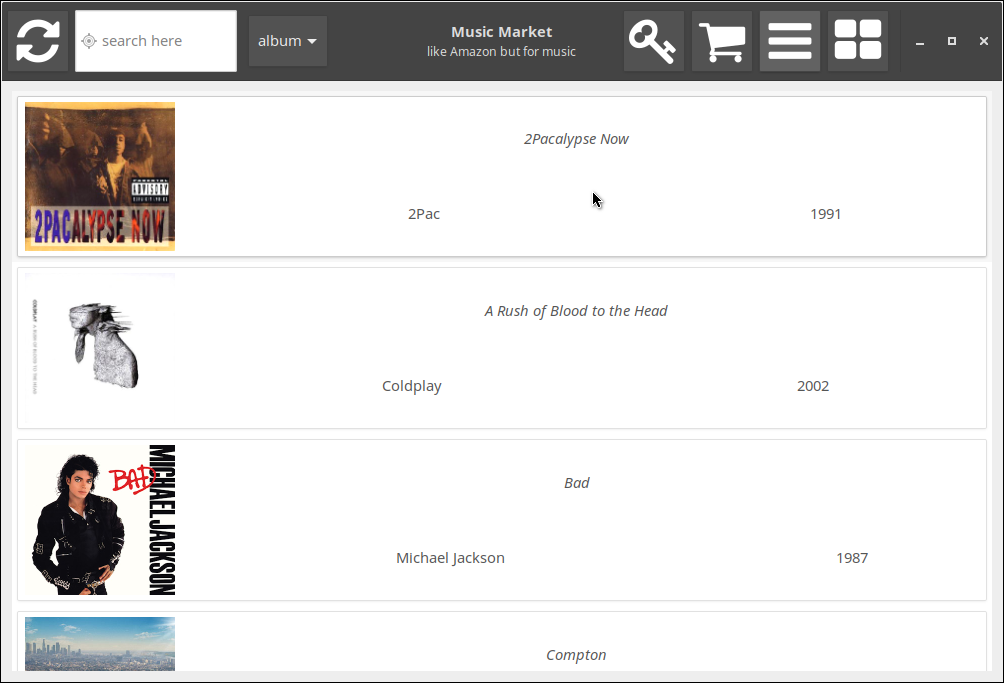 search here
album
Music Market
like Amazon but for music
PARENTAL
ADVISORY
EXPLICIT LYRICS
2PACALYPSE NOW
2Pacalypse Now
2Pac
1991
COLDPLAY A RUSH OF BLOOD TO THE HEAD
A Rush of Blood to the Head
Coldplay
2002
BAD
MICHAEL JACKSON
Bad
Michael Jackson
1987
Compton